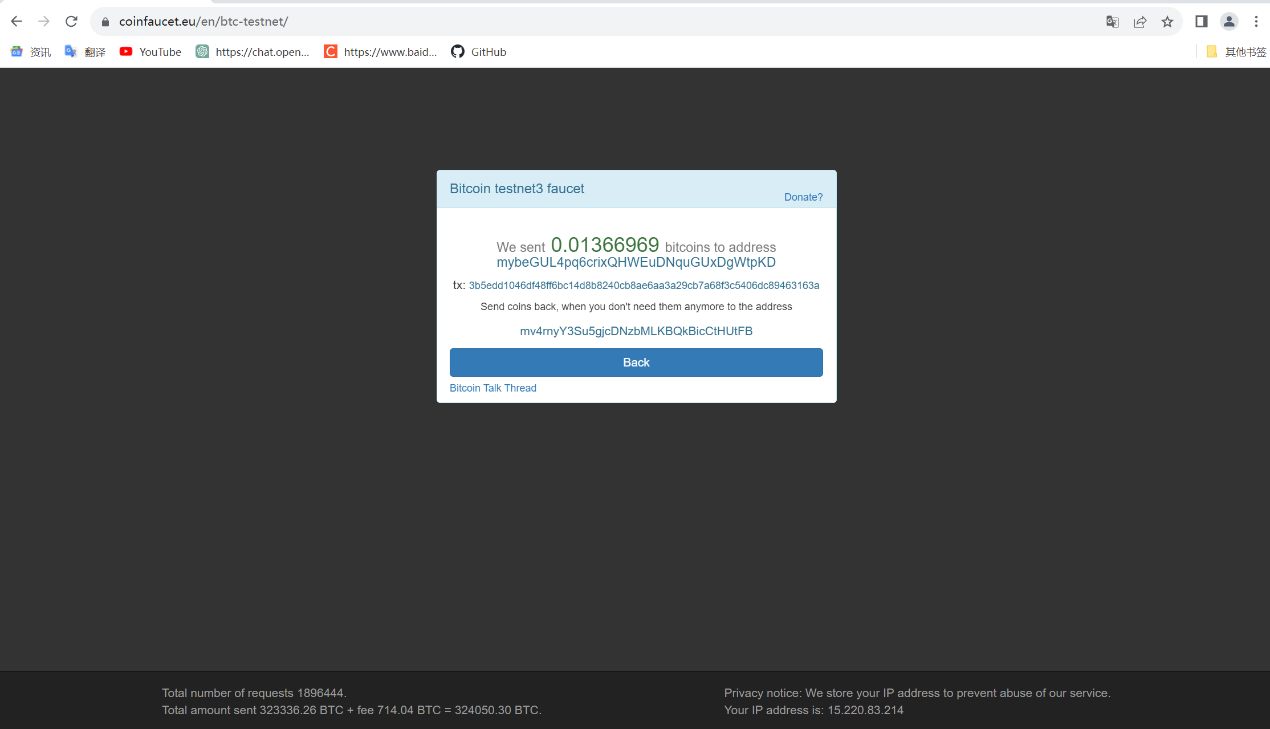 coinfaucet.eu/en/btc-testnet/
资讯 翻译 YouTube https://chat.open... https://www.baid... GitHub 其他书签
Bitcoin testnet3 faucet
Donate?
We sent 0.01366969 bitcoins to address
mybeGUL4pq6crixQHWEuDNquGUxDgWtpKD
tx: 3b5edd1046df48ff6bc14d8b8240cb8ae6aa3a29cb7a68f3c5406dc89463163a
Send coins back, when you don't need them anymore to the address
mv4rnyY3Su5gjcDNzbMLKBQkBicCtHUtFB
Back
Bitcoin Talk Thread
Total number of requests 1896444.
Total amount sent 323336.26 BTC + fee 714.04 BTC = 324050.30 BTC.
Privacy notice: We store your IP address to prevent abuse of our service.
Your IP address is: 15.220.83.214